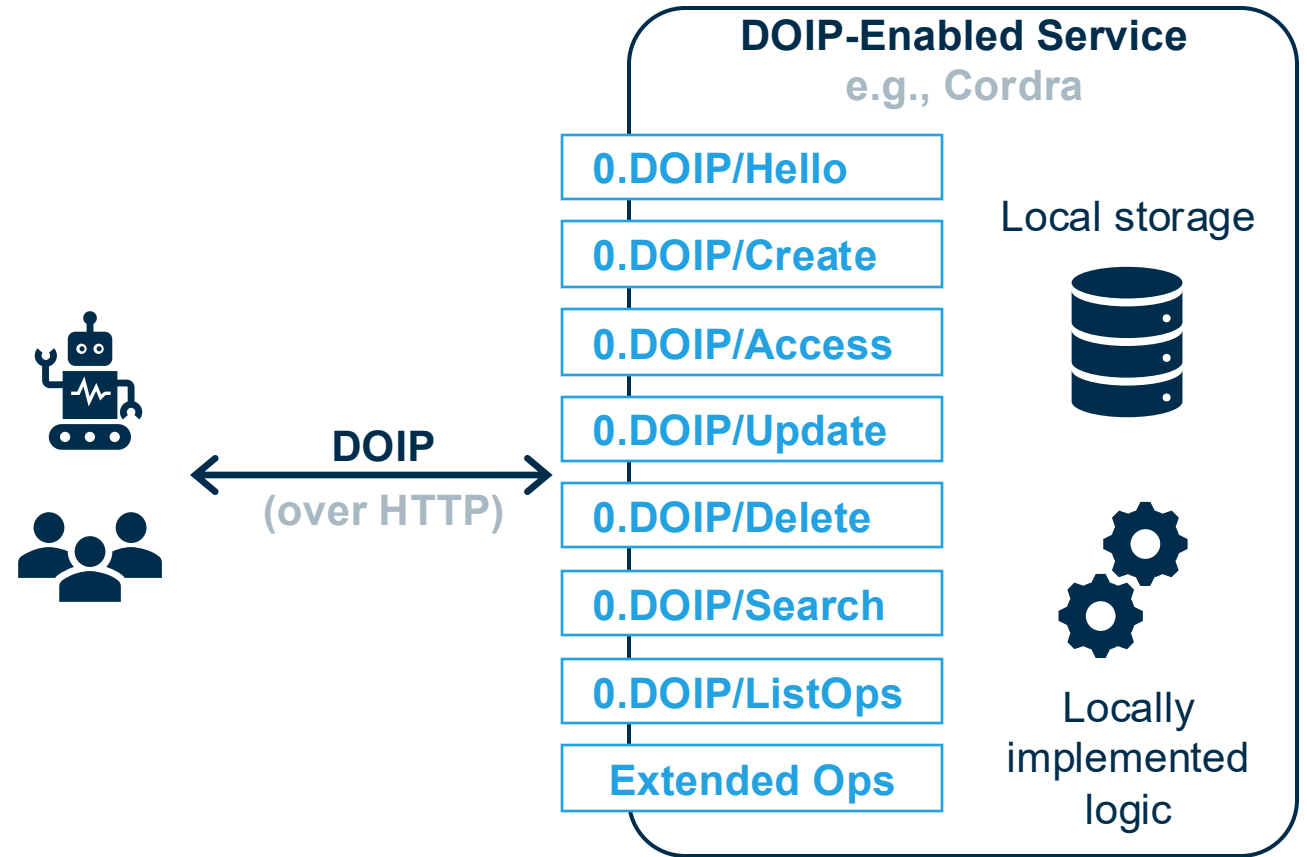 DOIP-Enabled Service
e.g., Cordra
0.DOIP/Hello
0.DOIP/Create
0.DOIP/Access
0.DOIP/Update
0.DOIP/Delete
0.DOIP/Search
0.DOIP/ListOps
Extended Ops
Local storage
Locally
implemented
logic
DOIP
(over HTTP)